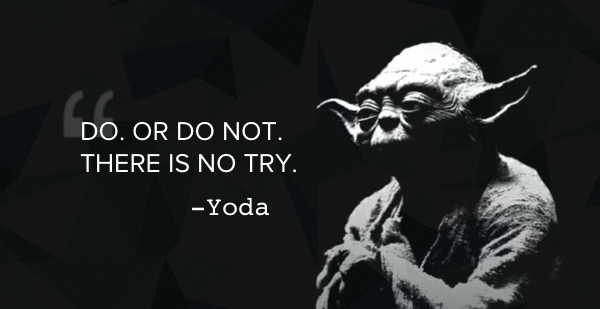 DO. OR DO NOT.
THERE IS NO TRY.
–Yoda